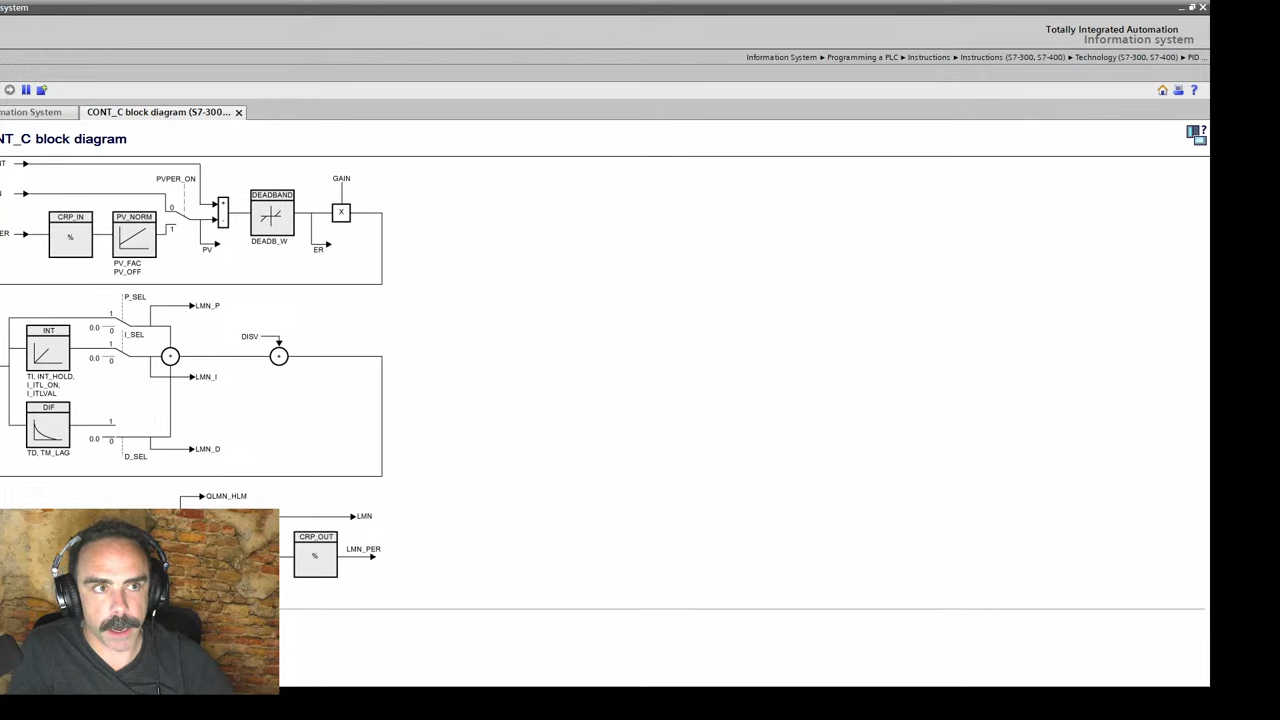 system
Totally Integrated Automation
Information system
Information System ▸ Programming a PLC ▸ Instructions ▸ Instructions (S7-300, S7-400) ▸ Technology (S7-300, S7-400) ▸ PID ...
mation System
CONT_C block diagram (S7-300...
NT_C block diagram
NT
PVPER_ON
GAIN
DEADBAND
N
0
+
CRP_IN
PV_NORM
-
X
1
ER
%
DEADB_W
PV
ER
PV_FAC
PV_OFF
P_SEL
LMN_P
1
0.0
0
INT
I_SEL
DISV
1
0.0
0
+
+
TI, INT_HOLD,
I_ITL_ON,
I_ITLVAL
LMN_I
DIF
1
0.0
0
LMN_D
TD, TM_LAG
D_SEL
QLMN_HLM
LMN
CRP_OUT
LMN_PER
%